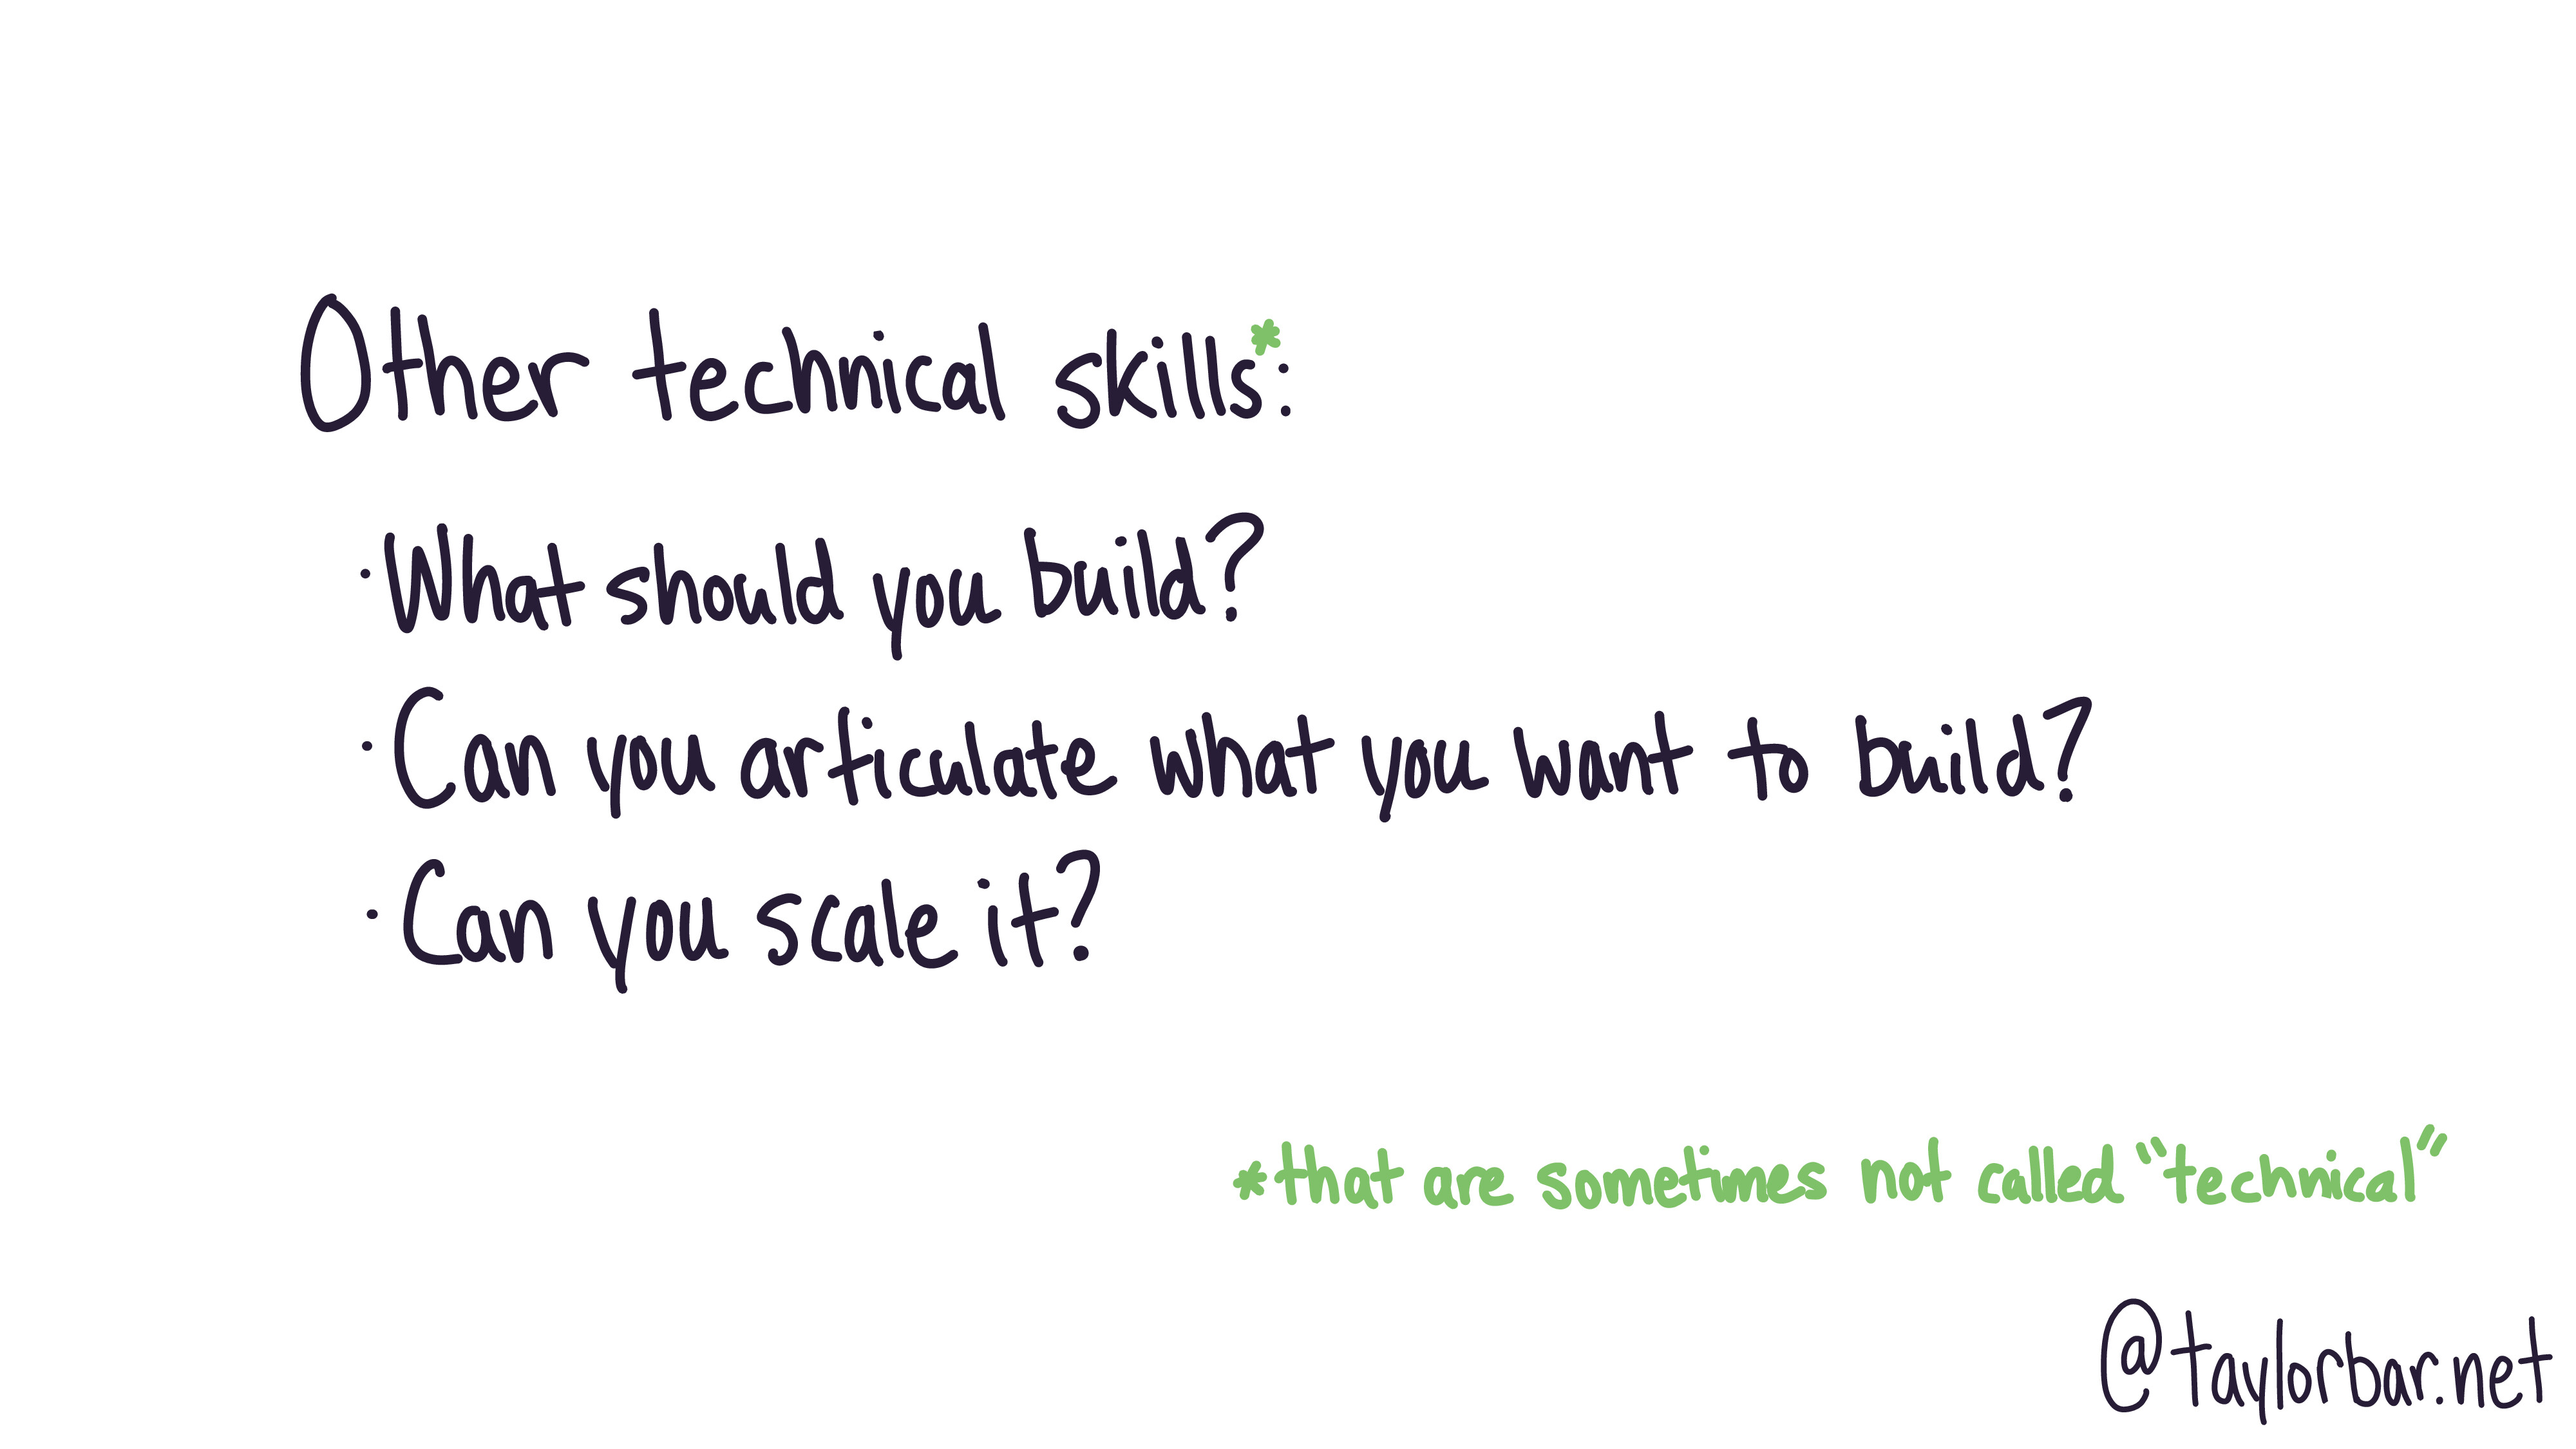 Other technical skills*:
· What should you build?
· Can you articulate what you want to build?
· Can you scale it?
*that are sometimes not called "technical"
@taylorbar.net